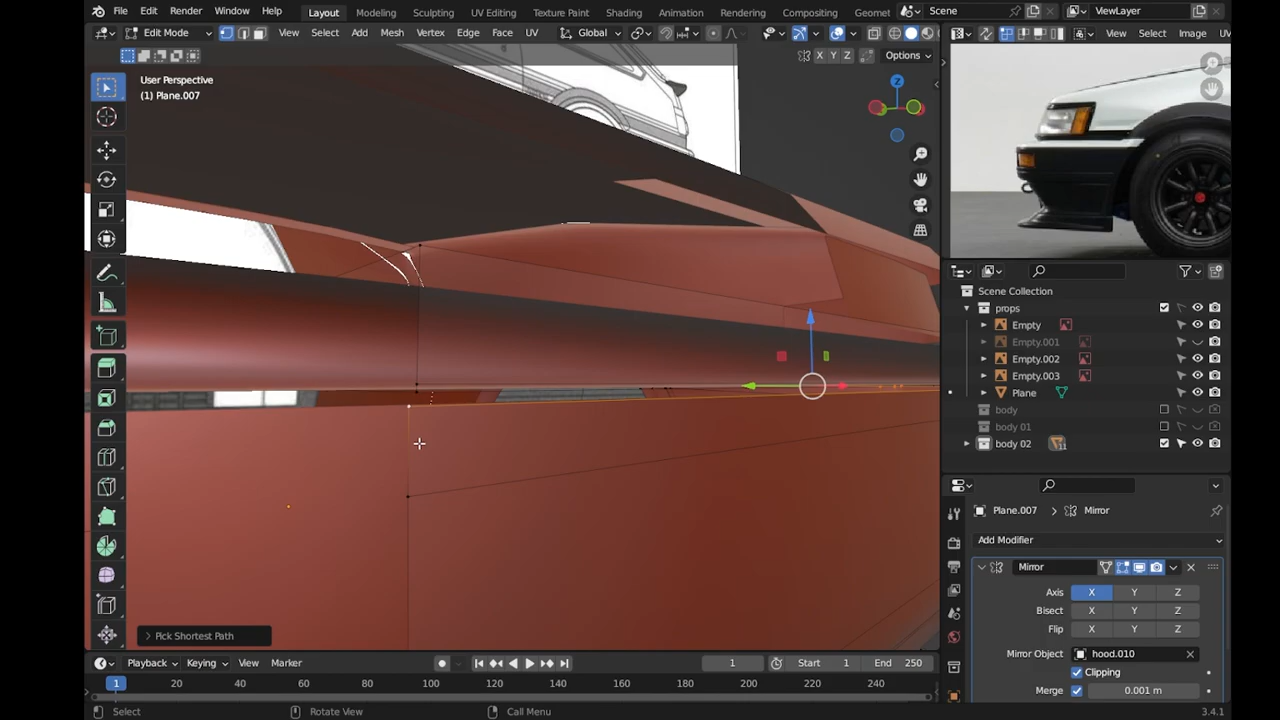 File Edit Render Window Help Layout Modeling Sculpting UV Editing Texture Paint Shading Animation Rendering Compositing Geomet Scene ViewLayer
Edit Mode View Select Add Mesh Vertex Edge Face UV Global View Select Image UV
X Y Z Options
User Perspective
(1) Plane.007
Z
Scene Collection
props
Empty
Empty.001
Empty.002
Empty.003
Plane
body
body 01
body 02
11
Plane.007 > Mirror
Add Modifier
Mirror
Axis X Y Z
Bisect X Y Z
Flip X Y Z
Mirror Object hood.010
Clipping
Merge 0.001 m
Pick Shortest Path
Playback Keying View Marker 1 Start 1 End 250
1 20 40 60 80 100 120 140 160 180 200 220 240
Select Rotate View Call Menu 3.4.1